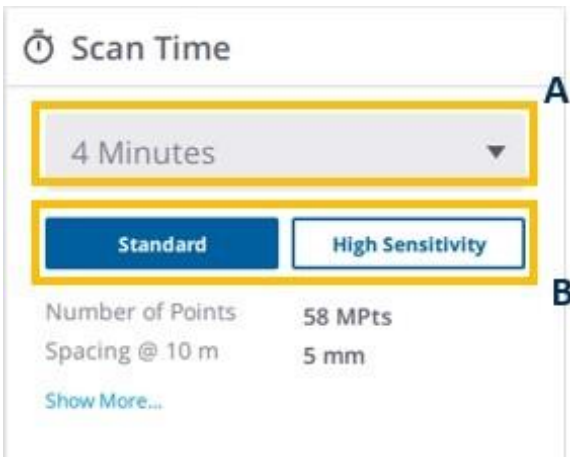 Scan Time
A
4 Minutes
Standard High Sensitivity
B
Number of Points 58 MPts
Spacing @ 10 m 5 mm
Show More...